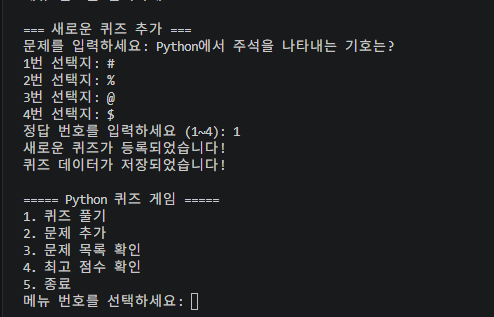 === 새로운 퀴즈 추가 ===
문제를 입력하세요: Python에서 주석을 나타내는 기호는?
1번 선택지: #
2번 선택지: %
3번 선택지: @
4번 선택지: $
정답 번호를 입력하세요 (1~4): 1
새로운 퀴즈가 등록되었습니다!
퀴즈 데이터가 저장되었습니다!
===== Python 퀴즈 게임 =====
1. 퀴즈 풀기
2. 문제 추가
3. 문제 목록 확인
4. 최고 점수 확인
5. 종료
메뉴 번호를 선택하세요: